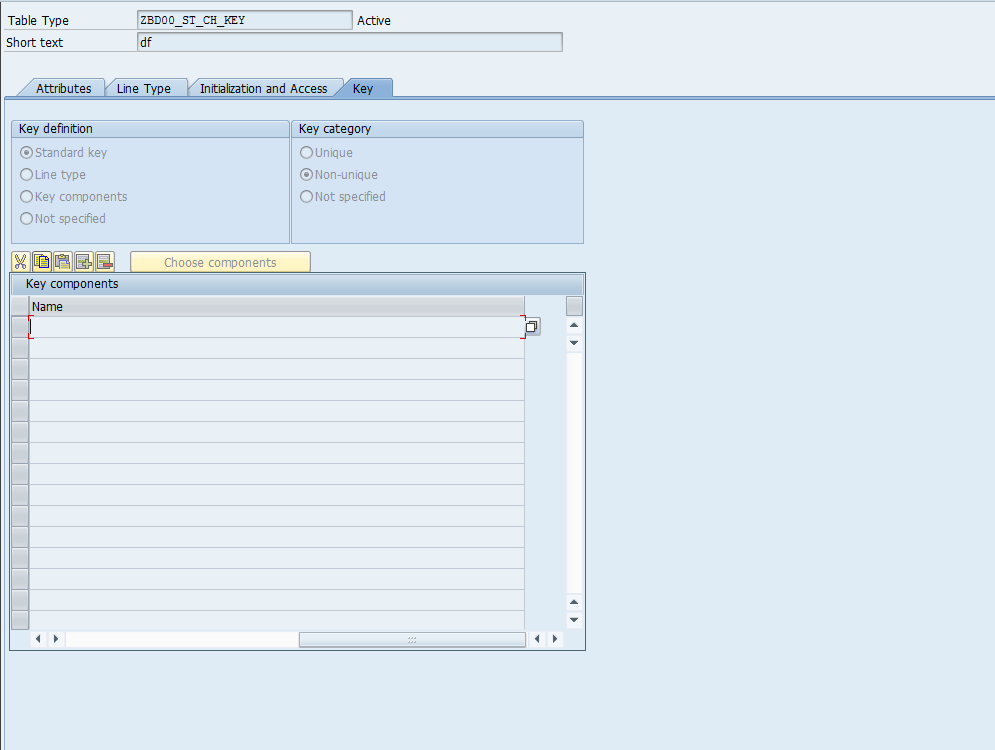 Table Type ZBD00_ST_CH_KEY Active
Short text df
Attributes Line Type Initialization and Access Key
Key definition Key category
Standard key Unique
Line type Non-unique
Key components Not specified
Not specified
Choose components
Key components
Name